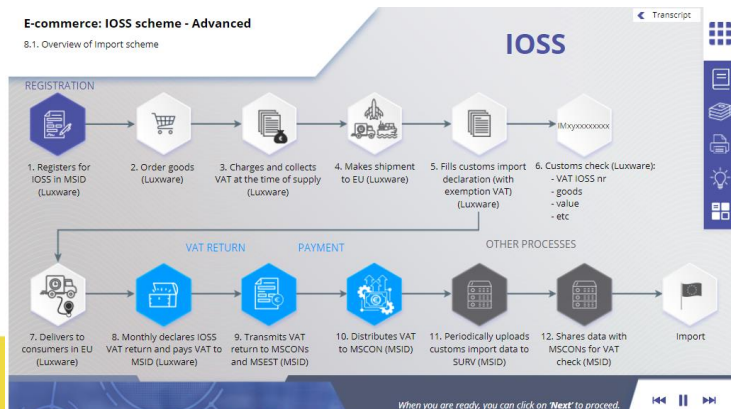 E-commerce: IOSS scheme - Advanced
8.1. Overview of Import scheme
Transcript
IOSS
REGISTRATION
IMxyxxxxxxxx
1. Registers for
IOSS in MSID
(Luxware)
2. Order goods
(Luxware)
3. Charges and collects
VAT at the time of supply
(Luxware)
4. Makes shipment
to EU (Luxware)
5. Fills customs import
declaration (with
exemption VAT)
(Luxware)
6. Customs check (Luxware):
- VAT IOSS nr
- goods
- value
- etc
VAT RETURN
PAYMENT
OTHER PROCESSES
7. Delivers to
consumers in EU
(Luxware)
8. Monthly declares IOSS
VAT return and pays VAT to
MSID (Luxware)
9. Transmits VAT
return to MSCONs
and MSEST (MSID)
10. Distributes VAT
to MSCON (MSID)
11. Periodically uploads
customs import data to
SURV (MSID)
12. Shares data with
MSCONs for VAT
check (MSID)
Import
When you are ready, you can click on 'Next' to proceed.